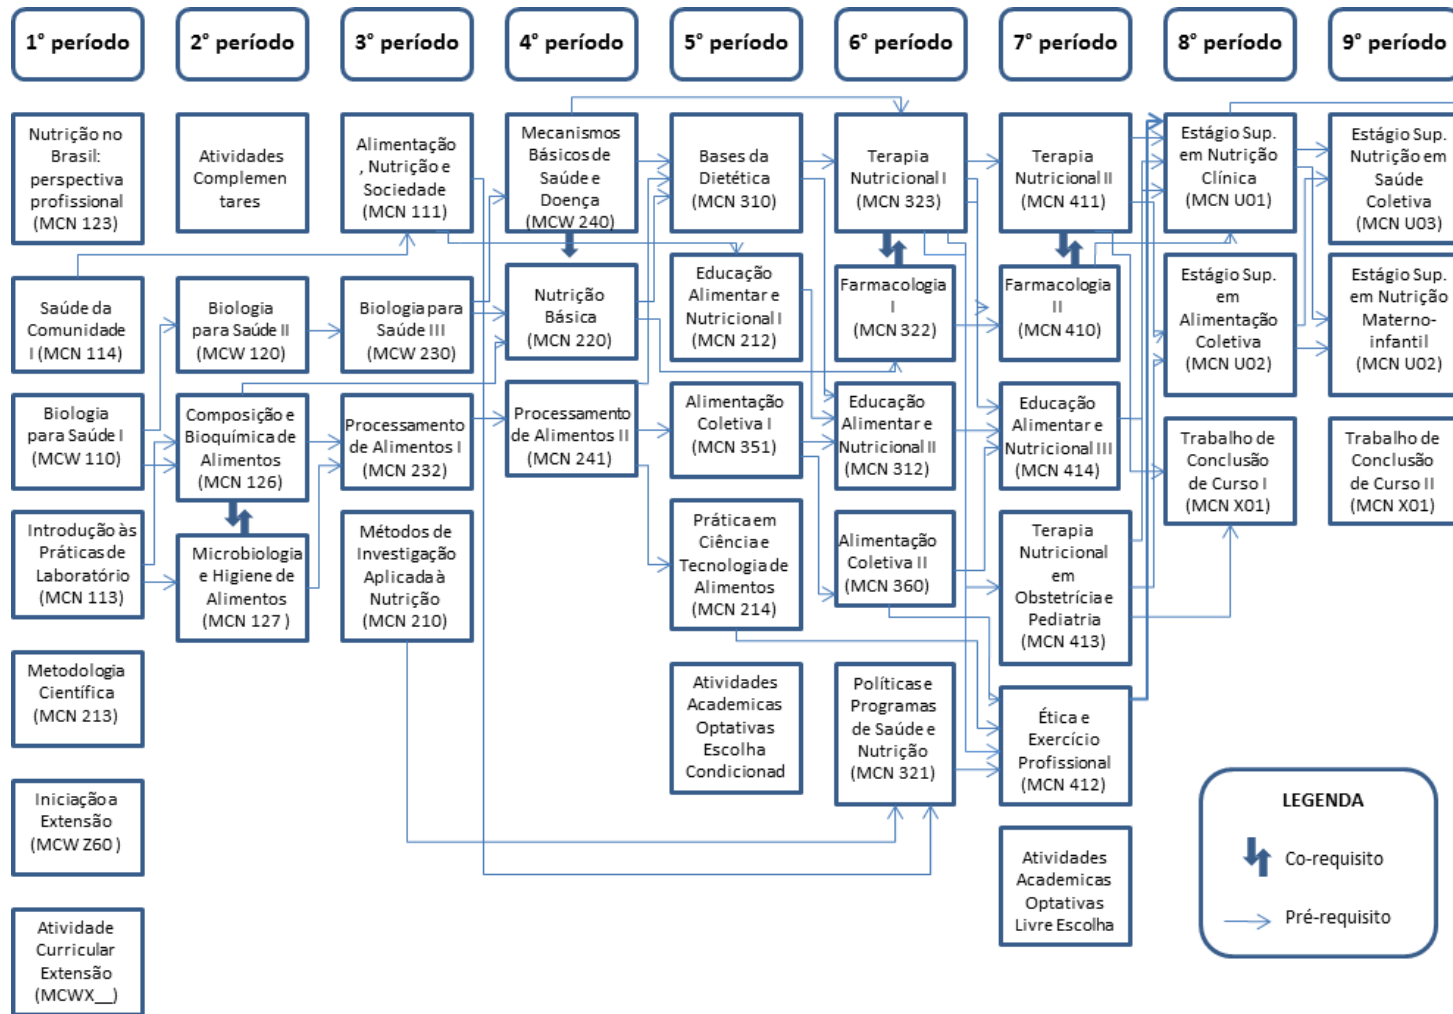 1° período
2° período
3° período
4° período
5° período
6° período
7° período
8° período
9° período
Nutrição no
Brasil:
perspectiva
profissional
(MCN 123)
Saúde da
Comunidade
I (MCN 114)
Biologia
para Saúde I
(MCW 110)
Introdução às
Práticas de
Laboratório
(MCN 113)
Metodologia
Científica
(MCN 213)
Iniciação a
Extensão
(MCW Z60 )
Atividade
Curricular
Extensão
(MCWX__)
Atividades
Complemen
tares
Biologia
para Saúde II
(MCW 120)
Composição e
Bioquímica de
Alimentos
(MCN 126)
Microbiologia
e Higiene de
Alimentos
(MCN 127 )
Alimentação
, Nutrição e
Sociedade
(MCN 111)
Biologia para
Saúde III
(MCW 230)
Processamento
de Alimentos I
(MCN 232)
Métodos de
Investigação
Aplicada à
Nutrição
(MCN 210)
Mecanismos
Básicos de
Saúde e
Doença
(MCW 240)
Nutrição
Básica
(MCN 220)
Processamento
de Alimentos II
(MCN 241)
Bases da
Dietética
(MCN 310)
Educação
Alimentar e
Nutricional I
(MCN 212)
Alimentação
Coletiva I
(MCN 351)
Prática em
Ciência e
Tecnologia de
Alimentos
(MCN 214)
Atividades
Academicas
Optativas
Escolha
Condicionad
Terapia
Nutricional I
(MCN 323)
Farmacologia
I
(MCN 322)
Educação
Alimentar e
Nutricional II
(MCN 312)
Alimentação
Coletiva II
(MCN 360)
Políticas e
Programas
de Saúde e
Nutrição
(MCN 321)
Terapia
Nutricional II
(MCN 411)
Farmacologia
II
(MCN 410)
Educação
Alimentar e
Nutricional III
(MCN 414)
Terapia
Nutricional
em
Obstetrícia e
Pediatria
(MCN 413)
Ética e
Exercício
Profissional
(MCN 412)
Atividades
Academicas
Optativas
Livre Escolha
Estágio Sup.
em Nutrição
Clínica
(MCN U01)
Estágio Sup.
em
Alimentação
Coletiva
(MCN U02)
Trabalho de
Conclusão
de Curso I
(MCN X01)
Estágio Sup.
Nutrição em
Saúde
Coletiva
(MCN U03)
Estágio Sup.
em Nutrição
Materno-
infantil
(MCN U02)
Trabalho de
Conclusão
de Curso II
(MCN X01)
LEGENDA
Co-requisito
Pré-requisito